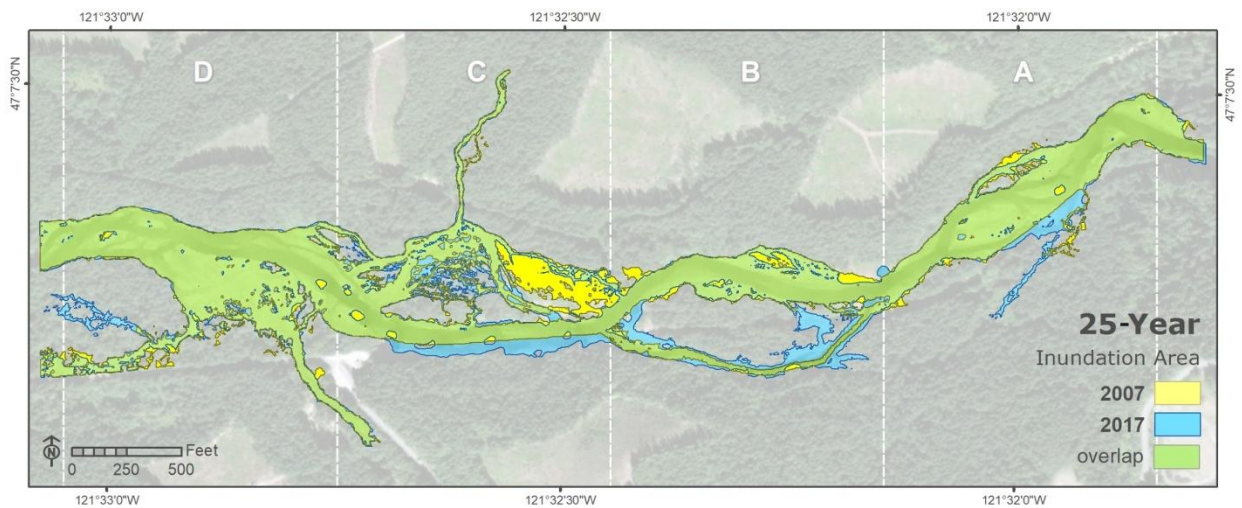 121°33'0"W
121°32'30"W
121°32'0"W
47°7'30"N
47°7'30"N
D
C
B
A
25-Year
Inundation Area
2007
2017
overlap
N
Feet
0 250 500
121°33'0"W
121°32'30"W
121°32'0"W